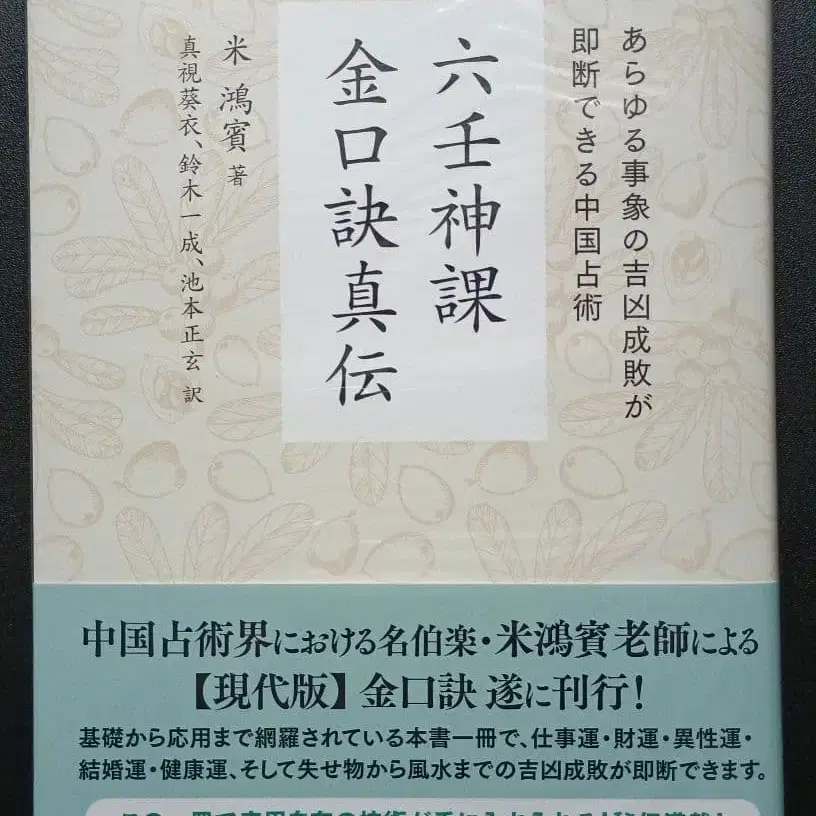 あらゆる事象の吉凶成敗が
即断できる中国占術
六壬神課
金口訣真伝
米 鴻賓 著
真視葵衣、鈴木一成、池本正玄 訳
中国占術界における名伯楽・米鴻賓老師による
【現代版】金口訣 遂に刊行!
基礎から応用まで網羅されている本書一冊で、仕事運・財運・異性運・
結婚運・健康運、そして失せ物から風水までの吉凶成敗が即断できます。